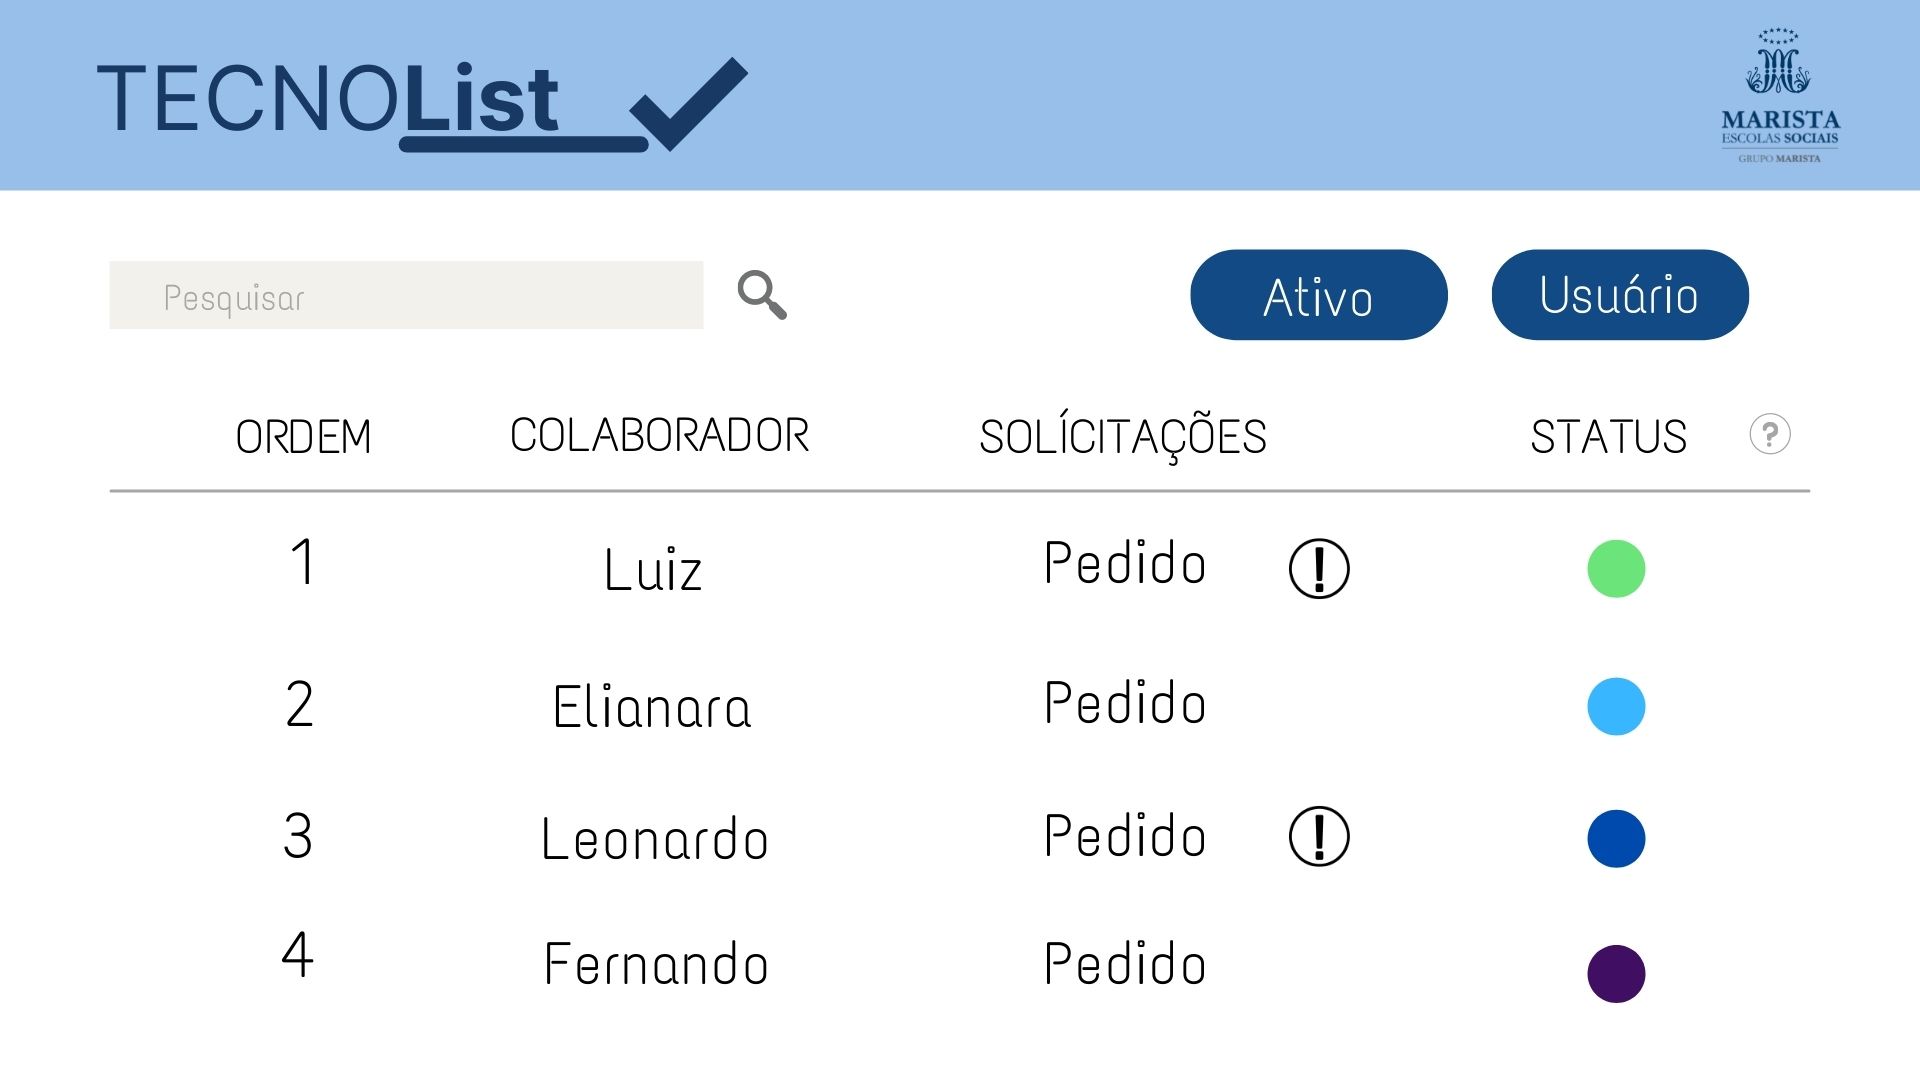 TECNOList
MARISTA
ESCOLAS SOCIAIS
GRUPO MARISTA
Pesquisar
Ativo
Usuário
ORDEM COLABORADOR SOLÍCITAÇÕES STATUS ?
1 Luiz Pedido !
2 Elianara Pedido
3 Leonardo Pedido !
4 Fernando Pedido